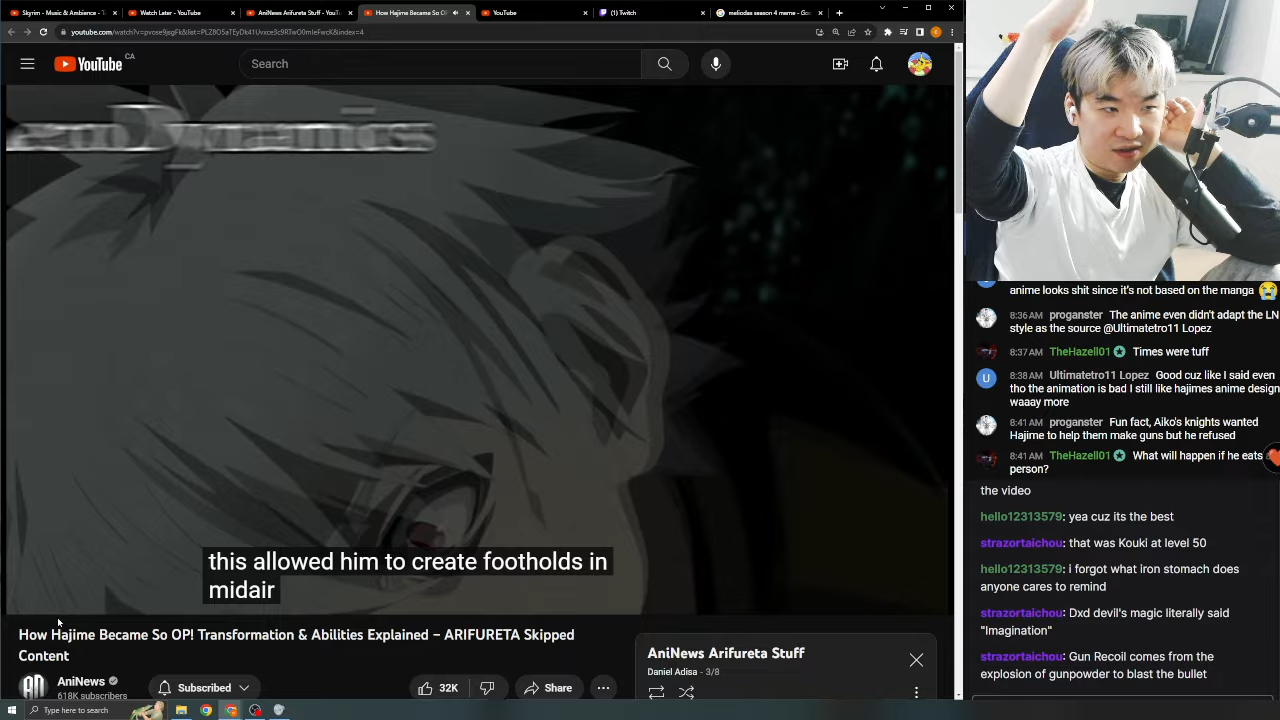 Skyrim - Music & Ambience -
Watch Later - YouTube
AniNews Arifureta Stuff - YouT
How Hajime Became So O
YouTube
(1) Twitch
meliodas season 4 meme - Go
youtube.com/watch?v=pvose9jsgFk&list=PLZ8O5aTEyDk41Uvxce3c9RTwO0mIeFwcK&index=4
YouTube CA
Search
this allowed him to create footholds in
midair
How Hajime Became So OP! Transformation & Abilities Explained – ARIFURETA Skipped
Content
AniNews
618K subscribers
Subscribed
32K
Share
AniNews Arifureta Stuff
Daniel Adisa - 3/8
Type here to search
anime looks shit since it's not based on the manga 😭
8:36 AM proganster The anime even didn't adapt the LN
style as the source @Ultimatetro11 Lopez
8:37 AM TheHazell01 Times were tuff
U 8:38 AM Ultimatetro11 Lopez Good cuz like I said even
tho the animation is bad I still like hajimes anime design
waaay more
8:41 AM proganster Fun fact, Aiko's knights wanted
Hajime to help them make guns but he refused
8:41 AM TheHazell01 What will happen if he eats a
person?
the video
hello12313579: yea cuz its the best
strazortaichou: that was Kouki at level 50
hello12313579: i forgot what iron stomach does
anyone cares to remind
strazortaichou: Dxd devil's magic literally said
"Imagination"
strazortaichou: Gun Recoil comes from the
explosion of gunpowder to blast the bullet